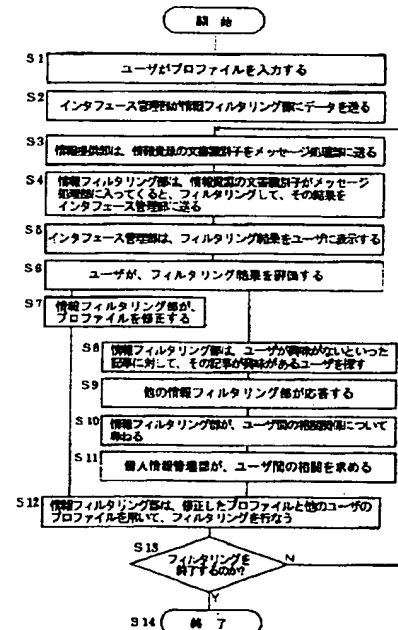 開 始
S1
ユーザがプロファイルを入力する
S2
インタフェース管理部が情報フィルタリング部にデータを送る
S3
情報提供部は、情報資源の文書識別子をメッセージ処理部に送る
S4
情報フィルタリング部は、情報資源の文書識別子がメッセージ
処理部に入ってくると、フィルタリングして、その結果を
インタフェース管理部に送る
S5
インタフェース管理部は、フィルタリング結果をユーザに表示する
S6
ユーザが、フィルタリング結果を評価する
S7
情報フィルタリング部が、
プロファイルを修正する
S8
情報フィルタリング部は、ユーザが興味がないといった
記事に対して、その記事が興味があるユーザを探す
S9
他の情報フィルタリング部が応答する
S10
情報フィルタリング部が、ユーザ間の相関関係について
尋ねる
S11
個人情報管理部が、ユーザ間の相関を求める
S12
情報フィルタリング部は、修正したプロファイルと他のユーザの
プロファイルを用いて、フィルタリングを行なう
S13
フィルタリングを
終了するのか?
N
Y
S14
終 了